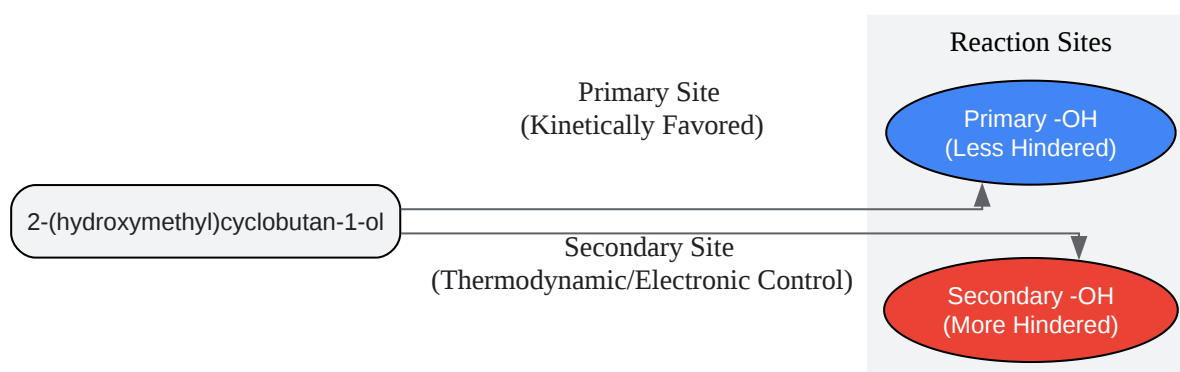 Reaction Sites
Primary Site
(Kinetically Favored)
Primary -OH
(Less Hindered)
2-(hydroxymethyl)cyclobutan-1-ol
Secondary Site
(Thermodynamic/Electronic Control)
Secondary -OH
(More Hindered)